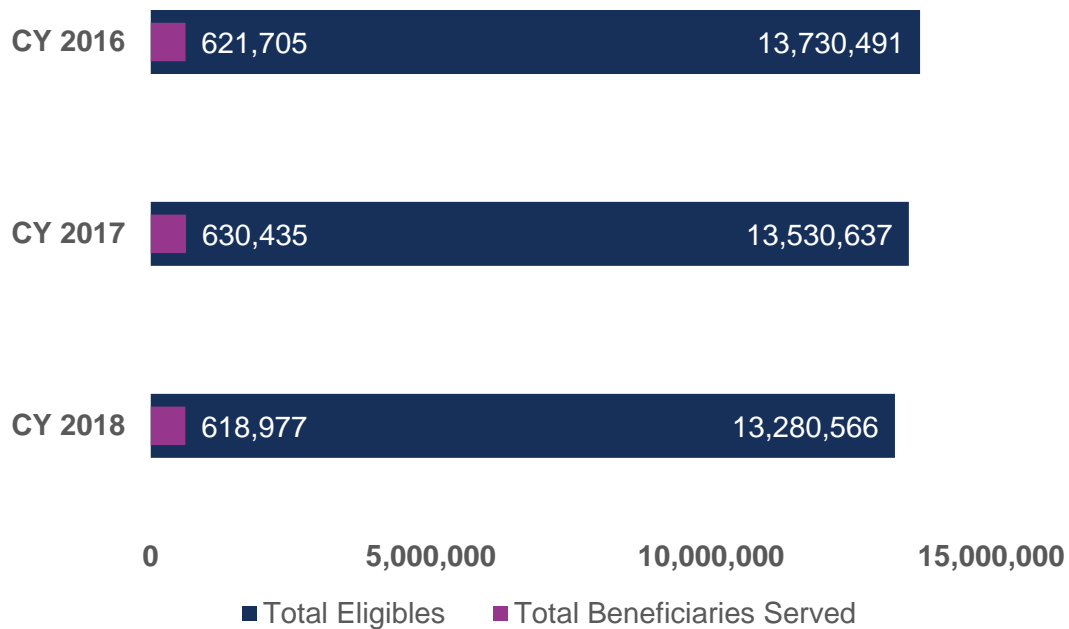 CY 2016 621,705 13,730,491
CY 2017 630,435 13,530,637
CY 2018 618,977 13,280,566
0 5,000,000 10,000,000 15,000,000
Total Eligibles Total Beneficiaries Served